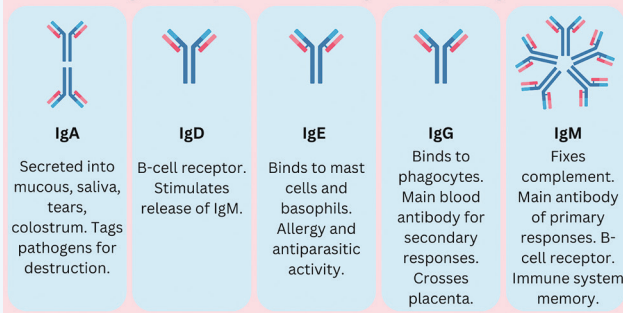 IgA
Secreted into
mucous, saliva,
tears,
colostrum. Tags
pathogens for
destruction.
IgD
B-cell receptor.
Stimulates
release of IgM.
IgE
Binds to mast
cells and
basophils.
Allergy and
antiparasitic
activity.
IgG
Binds to
phagocytes.
Main blood
antibody for
secondary
responses.
Crosses
placenta.
IgM
Fixes
complement.
Main antibody
of primary
responses. B-
cell receptor.
Immune system
memory.